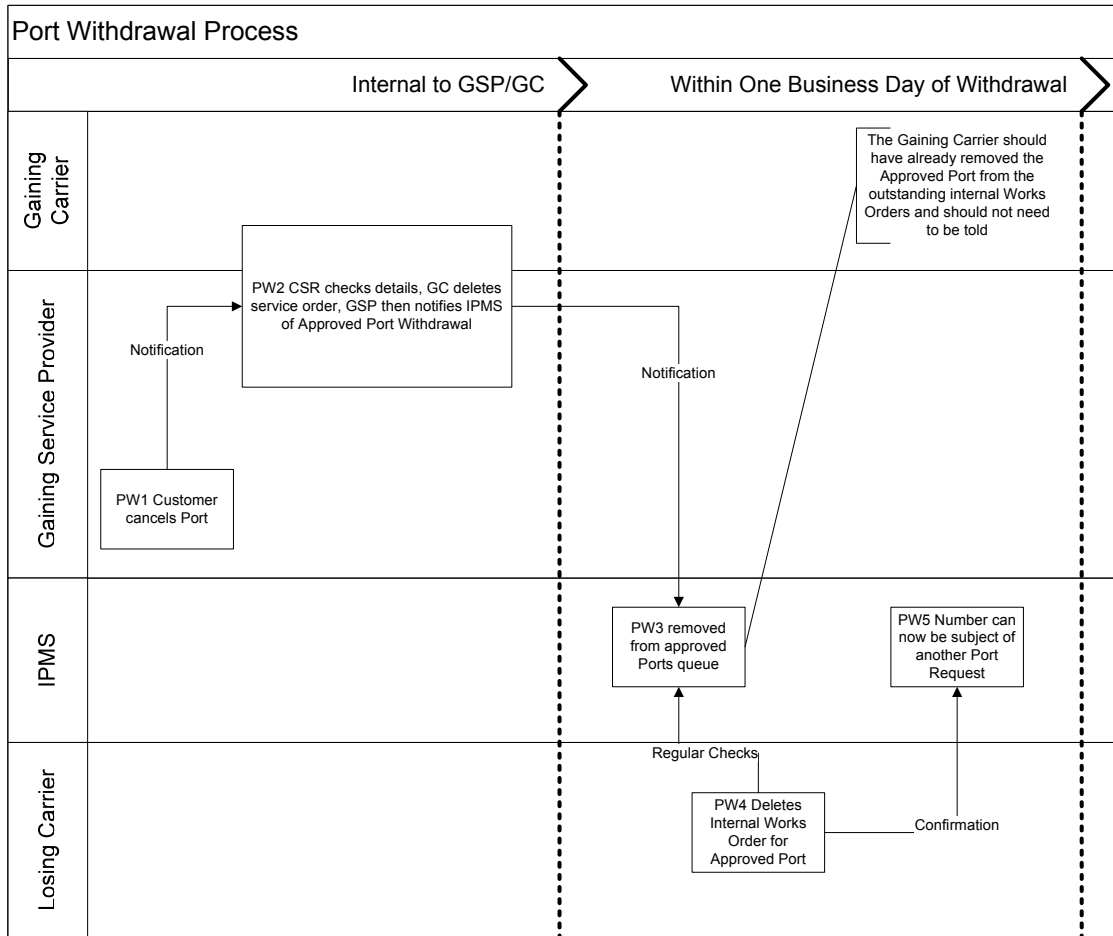 Port Withdrawal Process
Internal to GSP/GC
Within One Business Day of Withdrawal
Gaining
Carrier
The Gaining Carrier should
have already removed the
Approved Port from the
outstanding internal Works
Orders and should not need
to be told
Gaining Service Provider
PW2 CSR checks details, GC deletes
service order, GSP then notifies IPMS
of Approved Port Withdrawal
Notification
Notification
PW1 Customer
cancels Port
IPMS
PW3 removed
from approved
Ports queue
PW5 Number can
now be subject of
another Port
Request
Losing Carrier
Regular Checks
PW4 Deletes
Internal Works
Order for
Approved Port
Confirmation